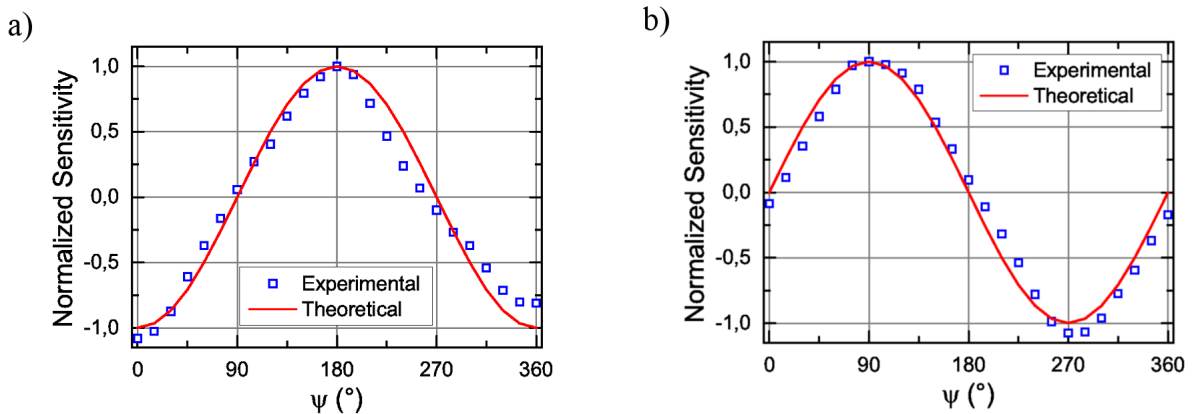 a)
Normalized Sensitivity
1,0
0,5
0,0
-0,5
-1,0
Experimental
Theoretical
0 90 180 270 360
ψ (°)
b)
Normalized Sensitivity
1,0
0,5
0,0
-0,5
-1,0
Experimental
Theoretical
0 90 180 270 360
ψ (°)